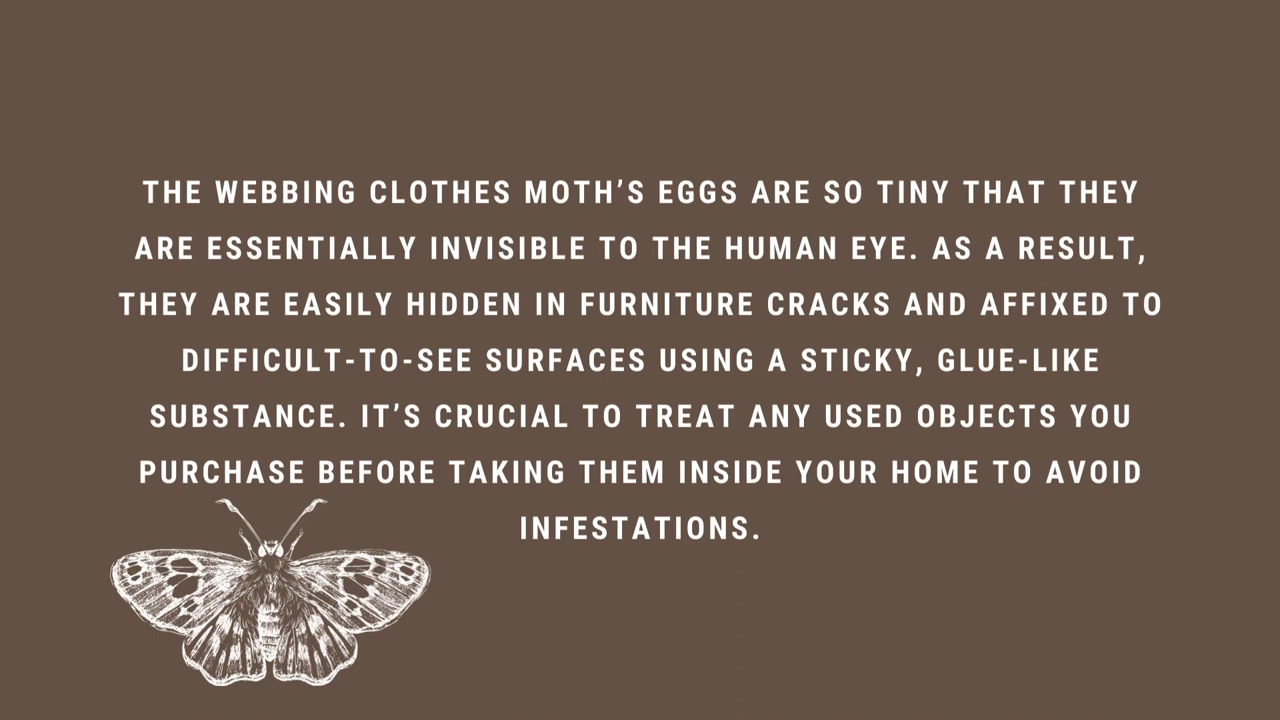 THE WEBBING CLOTHES MOTH’S EGGS ARE SO TINY THAT THEY
ARE ESSENTIALLY INVISIBLE TO THE HUMAN EYE. AS A RESULT,
THEY ARE EASILY HIDDEN IN FURNITURE CRACKS AND AFFIXED TO
DIFFICULT-TO-SEE SURFACES USING A STICKY, GLUE-LIKE
SUBSTANCE. IT’S CRUCIAL TO TREAT ANY USED OBJECTS YOU
PURCHASE BEFORE TAKING THEM INSIDE YOUR HOME TO AVOID
INFESTATIONS.